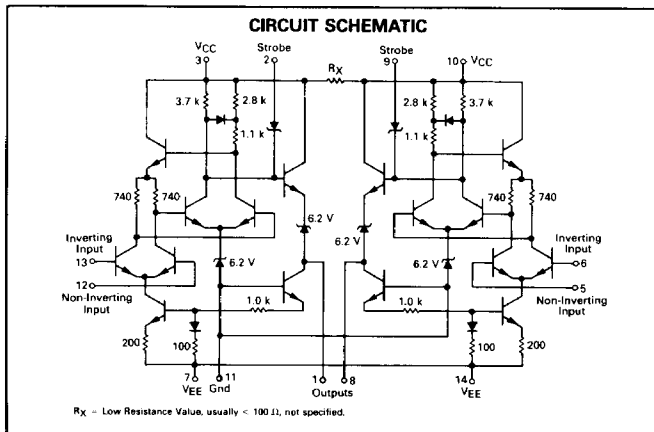 CIRCUIT SCHEMATIC
VCC Strobe Strobe
3 2 RX 9 10 VCC
3.7 k 2.8 k 2.8 k 3.7 k
1.1 k 1.1 k
740 740 740 740
6.2 V 6.2 V
Inverting Input 13 6.2 V 6.2 V Inverting Input 6
12 5
Non-Inverting Input Non-Inverting Input
1.0 k 1.0 k
200 100 100 200
7 11 1 8 14
VEE Gnd Outputs VEE
RX = Low Resistance Value, usually < 100 Ω, not specified.